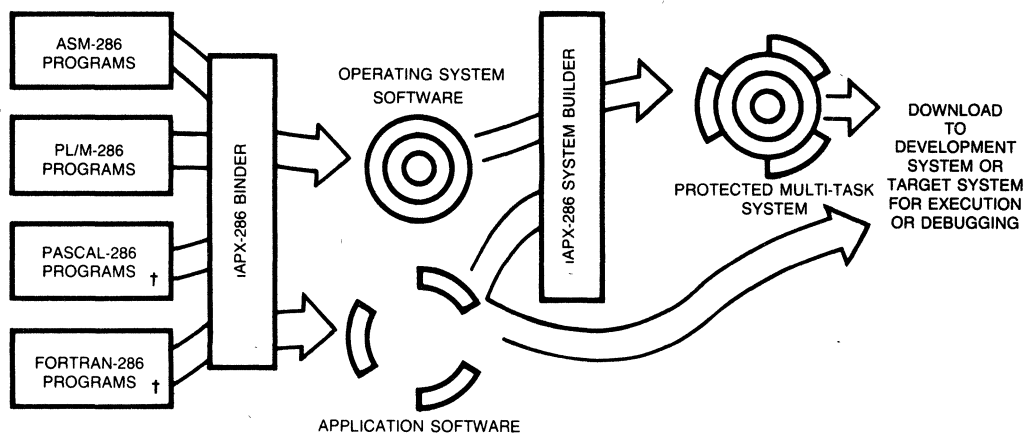 ASM-286
PROGRAMS
PL/M-286
PROGRAMS
PASCAL-286
PROGRAMS †
FORTRAN-286
PROGRAMS †
iAPX-286 BINDER
OPERATING SYSTEM
SOFTWARE
APPLICATION SOFTWARE
iAPX-286 SYSTEM BUILDER
PROTECTED MULTI-TASK
SYSTEM
DOWNLOAD
TO
DEVELOPMENT
SYSTEM OR
TARGET SYSTEM
FOR EXECUTION
OR DEBUGGING